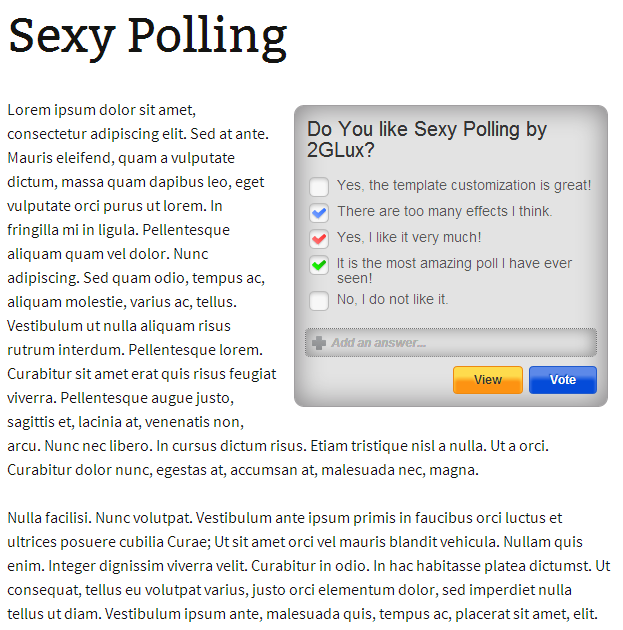 Sexy Polling
Lorem ipsum dolor sit amet,
consectetur adipiscing elit. Sed at ante.
Mauris eleifend, quam a vulputate
dictum, massa quam dapibus leo, eget
vulputate orci purus ut lorem. In
fringilla mi in ligula. Pellentesque
aliquam quam vel dolor. Nunc
adipiscing. Sed quam odio, tempus ac,
aliquam molestie, varius ac, tellus.
Vestibulum ut nulla aliquam risus
rutrum interdum. Pellentesque lorem.
Curabitur sit amet erat quis risus feugiat
viverra. Pellentesque augue justo,
sagittis et, lacinia at, venenatis non,
arcu. Nunc nec libero. In cursus dictum risus. Etiam tristique nisl a nulla. Ut a orci.
Curabitur dolor nunc, egestas at, accumsan at, malesuada nec, magna.
Do You like Sexy Polling by
2GLux?
Yes, the template customization is great!
There are too many effects I think.
Yes, I like it very much!
It is the most amazing poll I have ever
seen!
No, I do not like it.
Add an answer...
View
Vote
Nulla facilisi. Nunc volutpat. Vestibulum ante ipsum primis in faucibus orci luctus et
ultrices posuere cubilia Curae; Ut sit amet orci vel mauris blandit vehicula. Nullam quis
enim. Integer dignissim viverra velit. Curabitur in odio. In hac habitasse platea dictumst. Ut
consequat, tellus eu volutpat varius, justo orci elementum dolor, sed imperdiet nulla
tellus ut diam. Vestibulum ipsum ante, malesuada quis, tempus ac, placerat sit amet, elit.